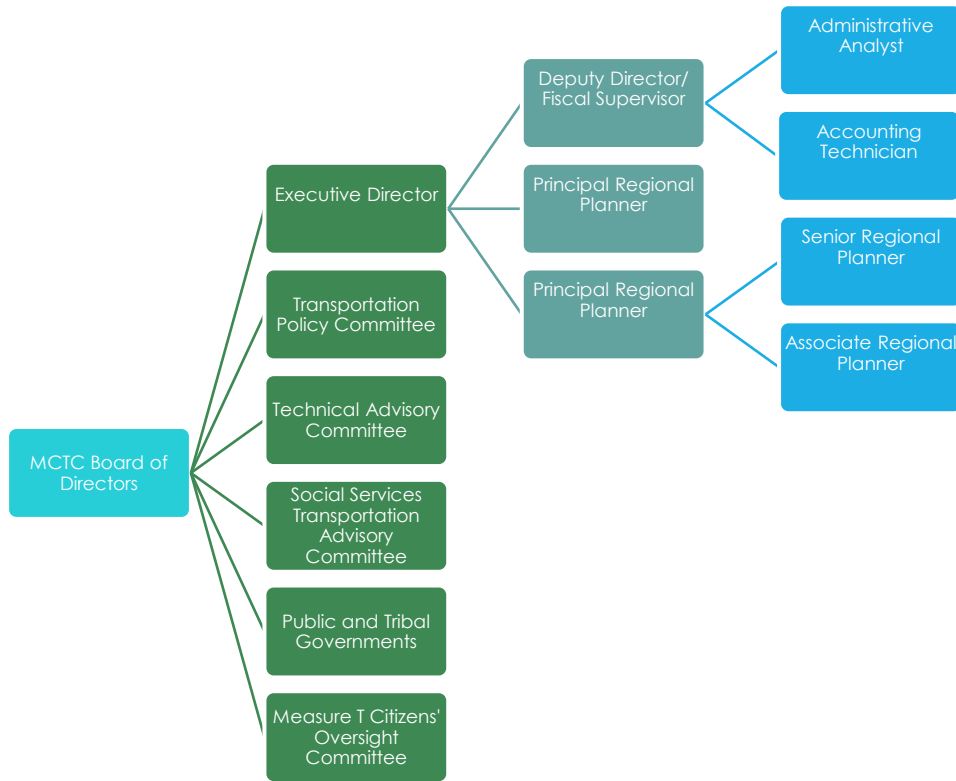 MCTC Board of
Directors
Executive Director
Transportation
Policy Committee
Technical Advisory
Committee
Social Services
Transportation
Advisory
Committee
Public and Tribal
Governments
Measure T Citizens'
Oversight
Committee
Deputy Director/
Fiscal Supervisor
Principal Regional
Planner
Principal Regional
Planner
Administrative
Analyst
Accounting
Technician
Senior Regional
Planner
Associate Regional
Planner